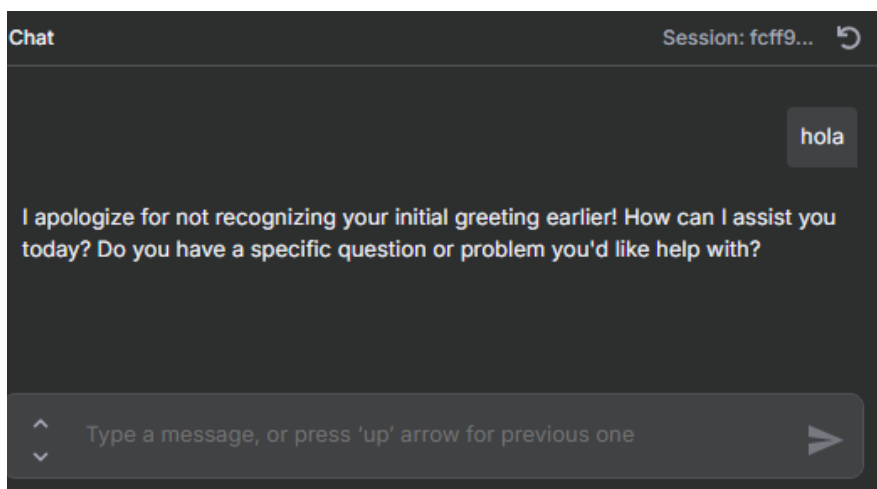 Chat
Session: fcff9...
hola
I apologize for not recognizing your initial greeting earlier! How can I assist you
today? Do you have a specific question or problem you'd like help with?
Type a message, or press ‘up’ arrow for previous one